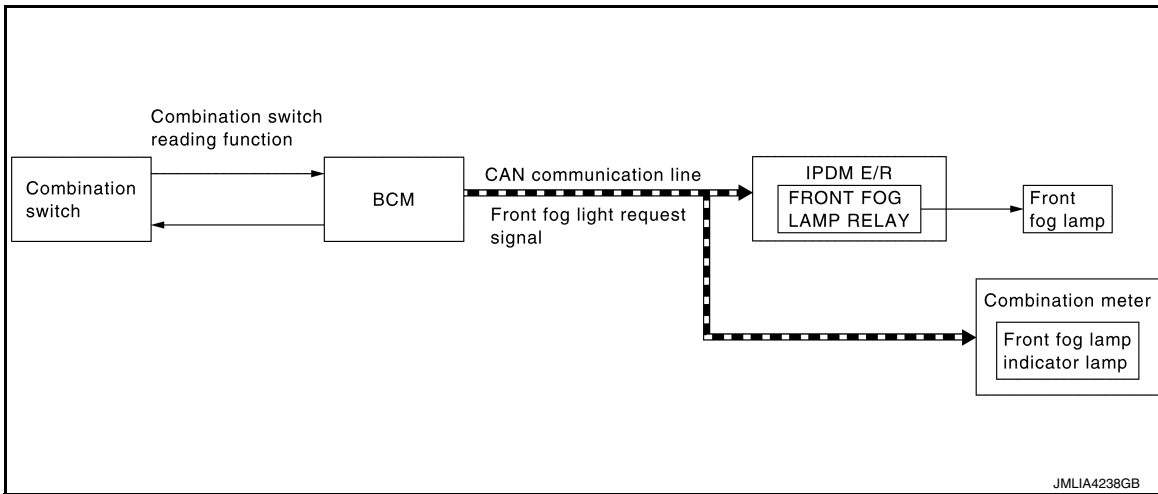 Combination switch
reading function
Combination
switch
BCM
CAN communication line
Front fog light request
signal
IPDM E/R
FRONT FOG
LAMP RELAY
Front
fog lamp
Combination meter
Front fog lamp
indicator lamp
JMLIA4238GB